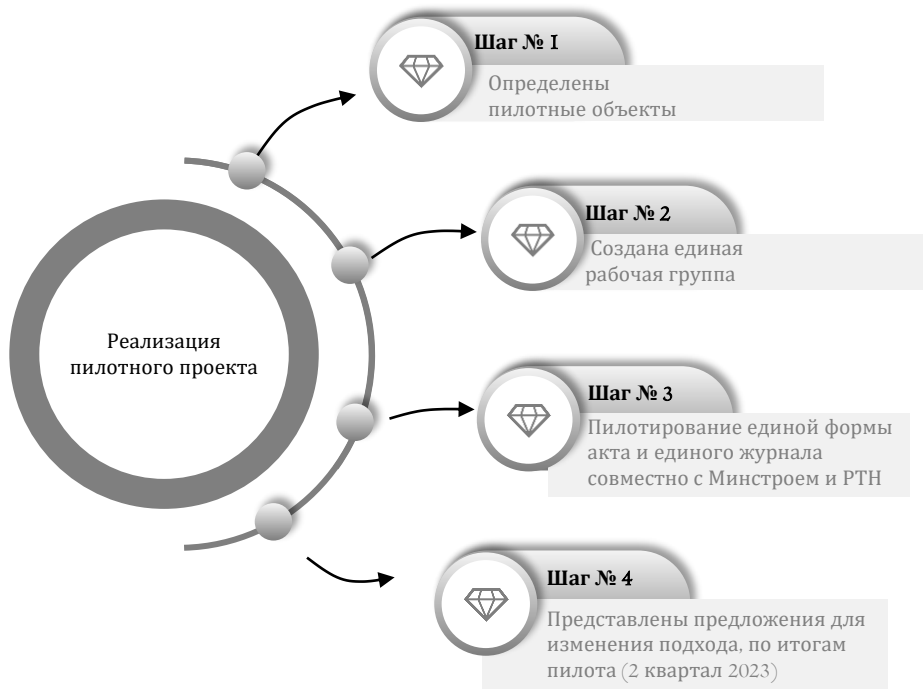 Шаг № 1
Определены
пилотные объекты
Шаг № 2
Создана единая
рабочая группа
Реализация
пилотного проекта
Шаг № 3
Пилотирование единой формы
акта и единого журнала
совместно с Минстроем и РТН
Шаг № 4
Представлены предложения для
изменения подхода, по итогам
пилота (2 квартал 2023)